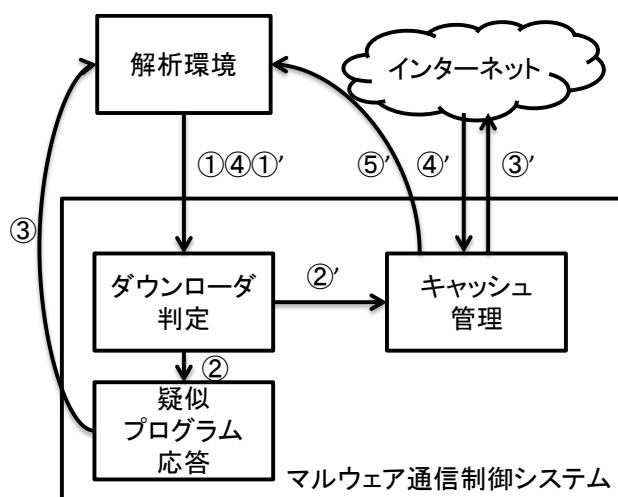 解析環境
インターネット
①④①′
⑤′
④′
③′
③
ダウンローダ
判定
②′
キャッシュ
管理
②
疑似
プログラム
応答
マルウェア通信制御システム